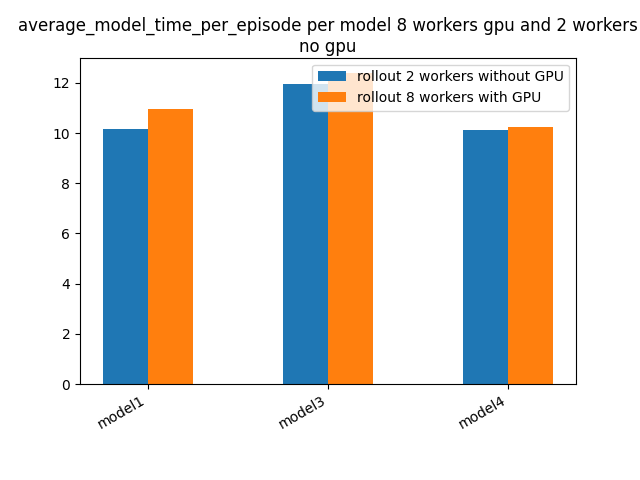 average_model_time_per_episode per model 8 workers gpu and 2 workers
no gpu
rollout 2 workers without GPU
rollout 8 workers with GPU
12
10
8
6
4
2
0
model1
model3
model4